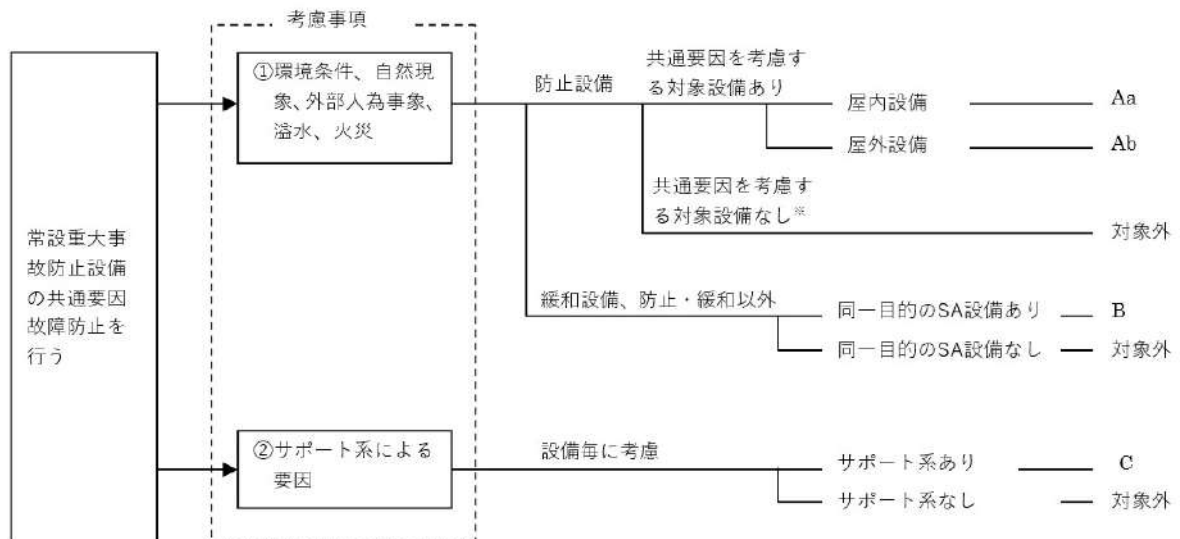 考慮事項
常設重大事
故防止設備
の共通要因
故障防止を
行う
①環境条件、自然現
象、外部人為事象、
溢水、火災
防止設備
共通要因を考慮す
る対象設備あり
屋内設備
Aa
屋外設備
Ab
共通要因を考慮す
る対象設備なし※
対象外
緩和設備、防止・緩和以外
同一目的のSA設備あり
B
同一目的のSA設備なし
対象外
②サポート系による
要因
設備毎に考慮
サポート系あり
C
サポート系なし
対象外